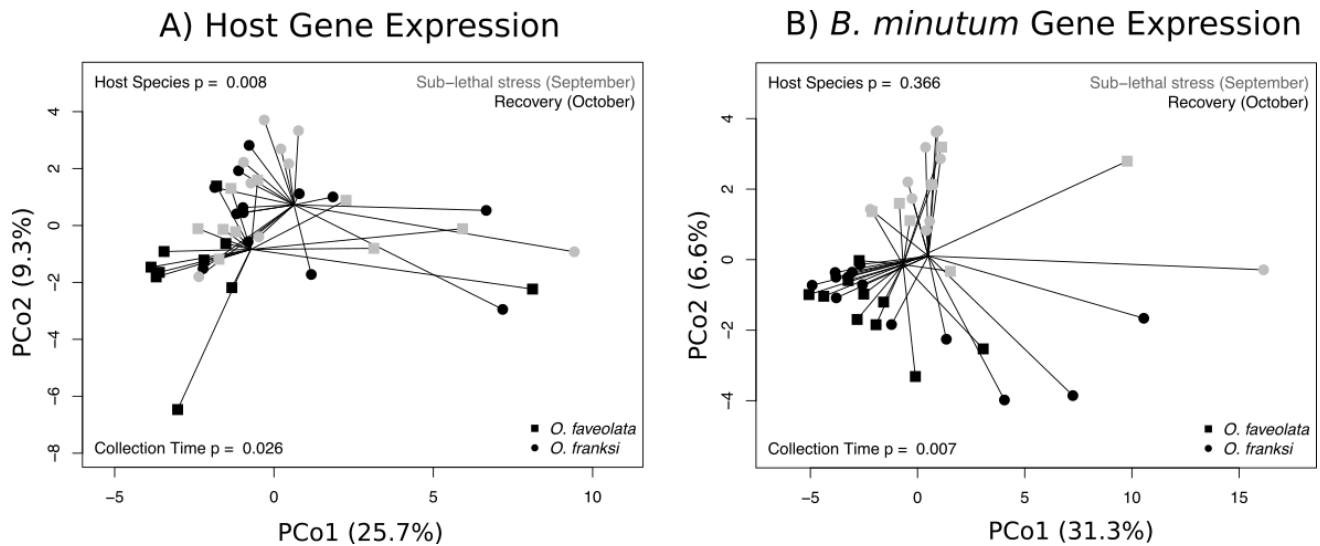 A) Host Gene Expression
Host Species p = 0.008
Sub-lethal stress (September)
Recovery (October)
4
2
0
−2
−4
−6
−8
PCo2 (9.3%)
Collection Time p = 0.026
O. faveolata
O. franksi
−5
0
5
10
PCo1 (25.7%)
B) B. minutum Gene Expression
Host Species p = 0.366
Sub-lethal stress (September)
Recovery (October)
4
2
0
−2
−4
PCo2 (6.6%)
Collection Time p = 0.007
O. faveolata
O. franksi
−5
0
5
10
15
PCo1 (31.3%)